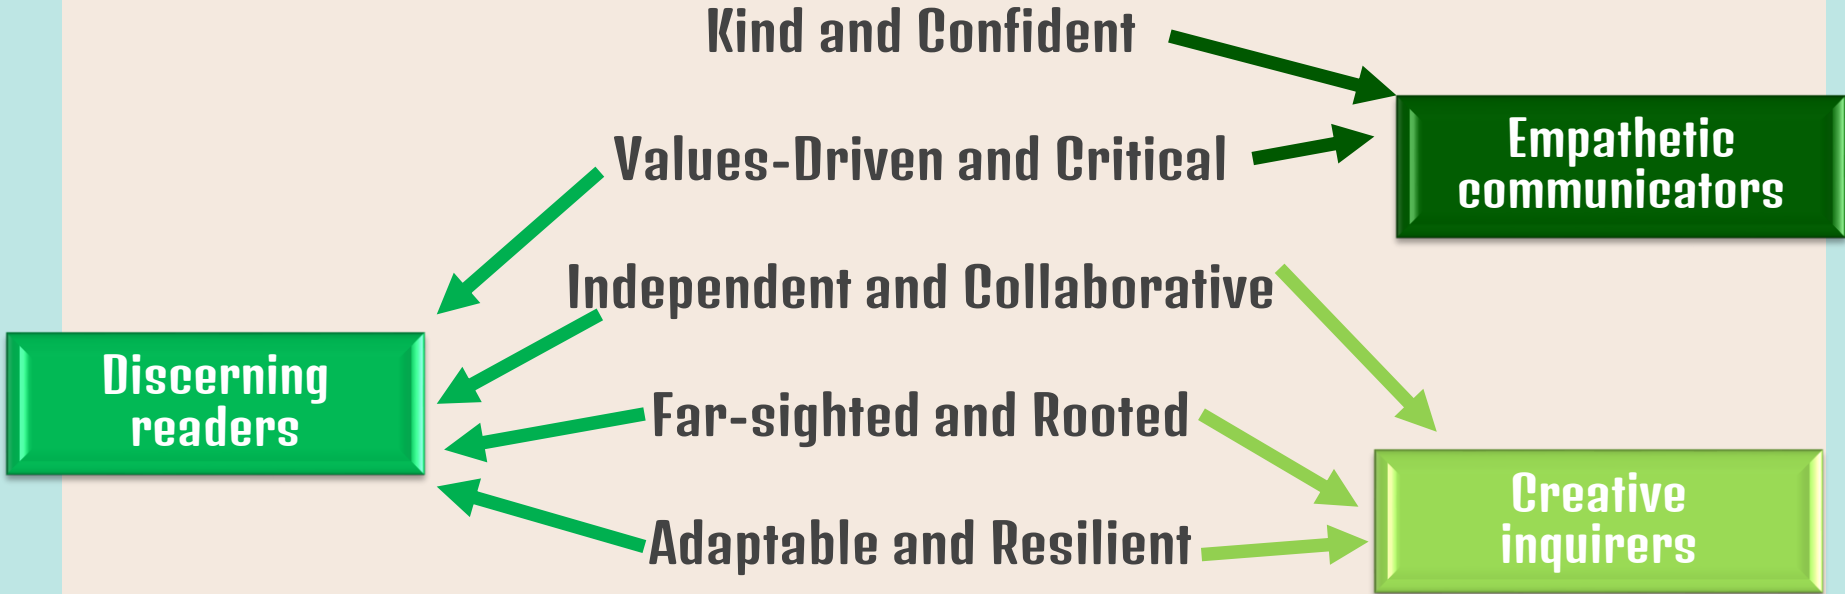 Kind and Confident
Empathetic
communicators
Values-Driven and Critical
Independent and Collaborative
Discerning
readers
Far-sighted and Rooted
Creative
inquirers
Adaptable and Resilient